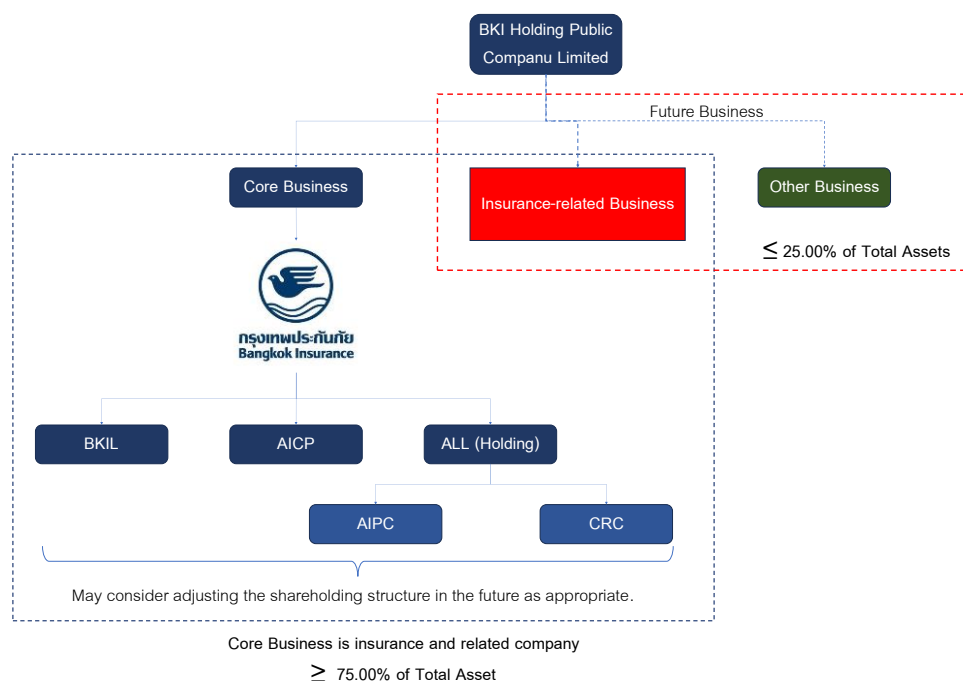 BKI Holding Public
Companu Limited
Future Business
Core Business
Insurance-related Business
Other Business
≤ 25.00% of Total Assets
กรุงเทพประกันภัย
Bangkok Insurance
BKIL
AICP
ALL (Holding)
AIPC
CRC
May consider adjusting the shareholding structure in the future as appropriate.
Core Business is insurance and related company
≥ 75.00% of Total Asset